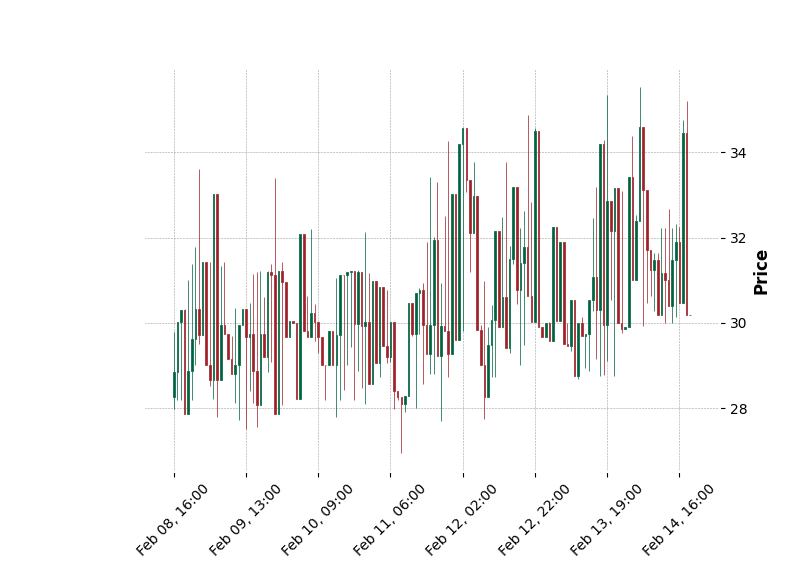 34
32
30
28
Price
Feb 08, 16:00
Feb 09, 13:00
Feb 10, 09:00
Feb 11, 06:00
Feb 12, 02:00
Feb 12, 22:00
Feb 13, 19:00
Feb 14, 16:00